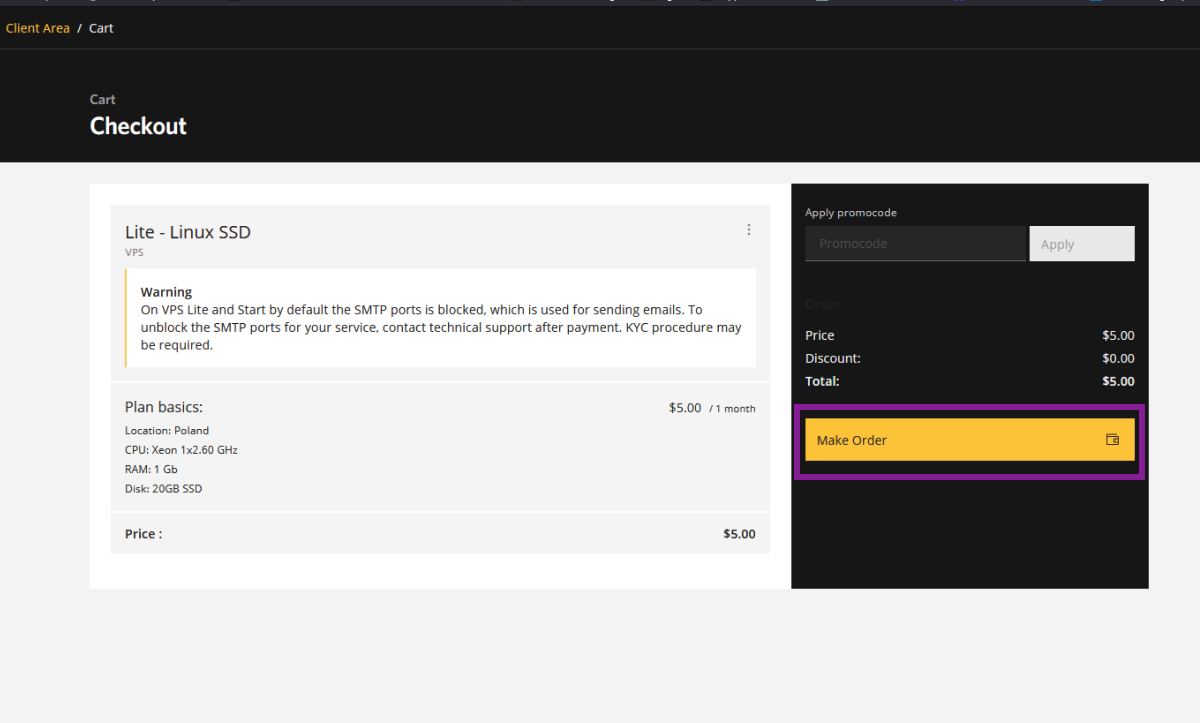 Client Area / Cart
Cart
Checkout
Lite - Linux SSD
VPS
Warning
On VPS Lite and Start by default the SMTP ports is blocked, which is used for sending emails. To
unblock the SMTP ports for your service, contact technical support after payment. KYC procedure may
be required.
Plan basics: $5.00 / 1 month
Location: Poland
CPU: Xeon 1x2.60 GHz
RAM: 1 Gb
Disk: 20GB SSD
Price : $5.00
Apply promocode
Promocode Apply
Order
Price $5.00
Discount: $0.00
Total: $5.00
Make Order